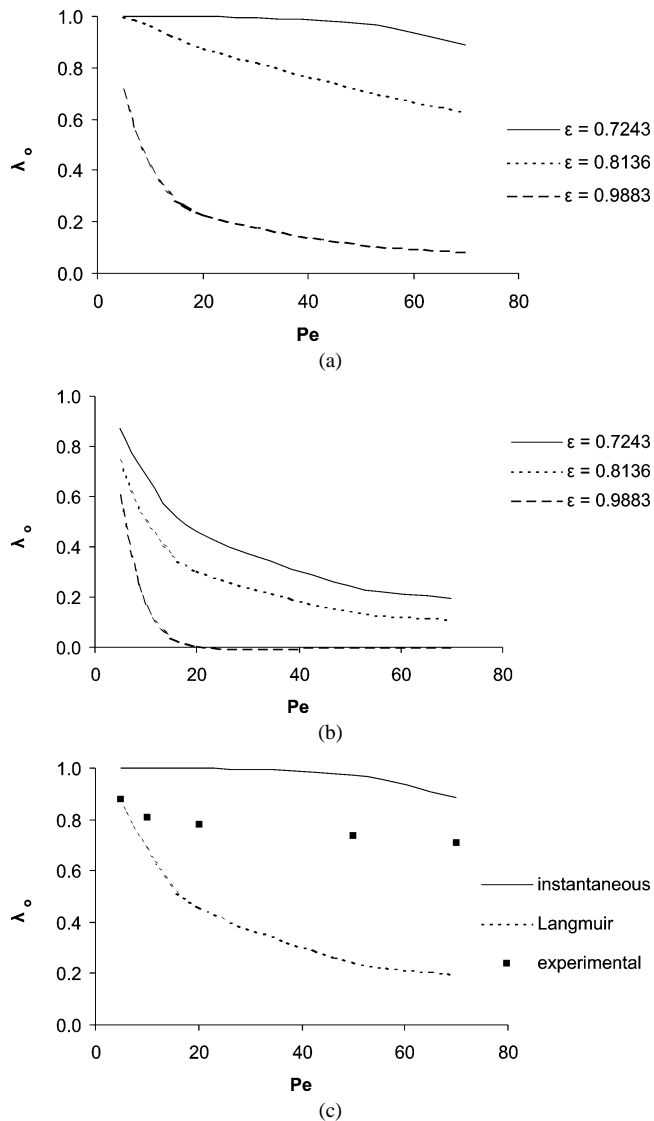 1.0
0.8
0.6
0.4
0.2
0.0
λo
0 20 40 60 80
Pe
ε = 0.7243
ε = 0.8136
ε = 0.9883
(a)
1.0
0.8
0.6
0.4
0.2
0.0
λo
0 20 40 60 80
Pe
ε = 0.7243
ε = 0.8136
ε = 0.9883
(b)
1.0
0.8
0.6
0.4
0.2
0.0
λo
0 20 40 60 80
Pe
instantaneous
Langmuir
experimental
(c)